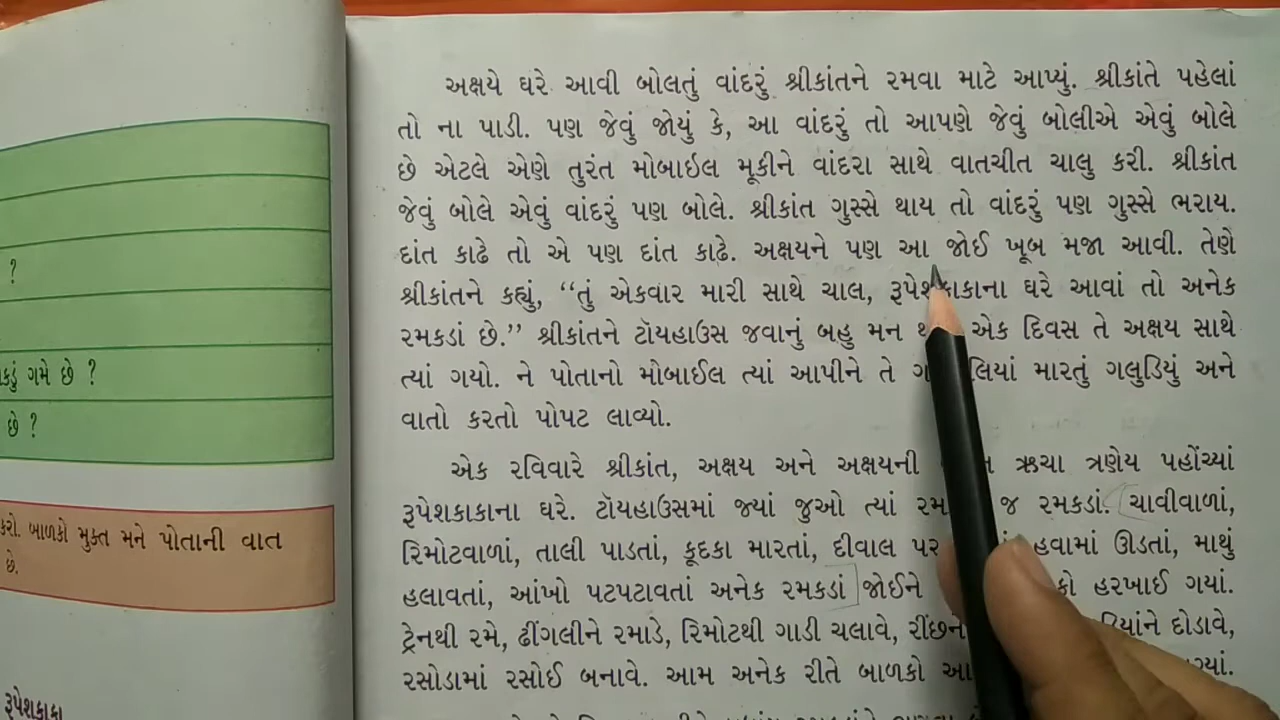 ?
કડું ગમે છે ?
છે ?
કરો. બાળકો મુક્ત મને પોતાની વાત
છે.
રૂપેશકાકા
અક્ષયે ઘરે આવી બોલતું વાંદરું શ્રીકાંતને રમવા માટે આપ્યું. શ્રીકાંતે પહેલાં
તો ના પાડી. પણ જેવું જોયું કે, આ વાંદરું તો આપણે જેવું બોલીએ એવું બોલે
છે એટલે એણે તુરંત મોબાઈલ મૂકીને વાંદરા સાથે વાતચીત ચાલુ કરી. શ્રીકાંત
જેવું બોલે એવું વાંદરું પણ બોલે. શ્રીકાંત ગુસ્સે થાય તો વાંદરું પણ ગુસ્સે ભરાય.
દાંત કાઢે તો એ પણ દાંત કાઢે. અક્ષયને પણ આ જોઈ ખૂબ મજા આવી. તેણે
શ્રીકાંતને કહ્યું, “તું એકવાર મારી સાથે ચાલ, રૂપેશકાકાના ઘરે આવાં તો અનેક
રમકડાં છે.” શ્રીકાંતને ટૉયહાઉસ જવાનું બહુ મન એક દિવસ તે અક્ષય સાથે
ત્યાં ગયો. ને પોતાનો મોબાઈલ ત્યાં આપીને તે મારતું ગલુડિયું અને
વાતો કરતો પોપટ લાવ્યો.
એક રવિવારે શ્રીકાંત, અક્ષય અને અક્ષયની ઋચા ત્રણેય પહોંચ્યાં
રૂપેશકાકાના ઘરે. ટૉયહાઉસમાં જ્યાં જુઓ ત્યાં જ રમકડાં. ચાવીવાળાં,
રિમોટવાળાં, તાલી પાડતાં, કૂદકા મારતાં, દીવાલ પર હવામાં ઊડતાં, માથું
હલાવતાં, આંખો પટપટાવતાં અનેક રમકડાં જોઈને હરખાઈ ગયાં.
ટ્રેનથી રમે, ઢીંગલીને રમાડે, રિમોટથી ગાડી ચલાવે, રીંછને દોડાવે,
રસોડામાં રસોઈ બનાવે. આમ અનેક રીતે બાળકો